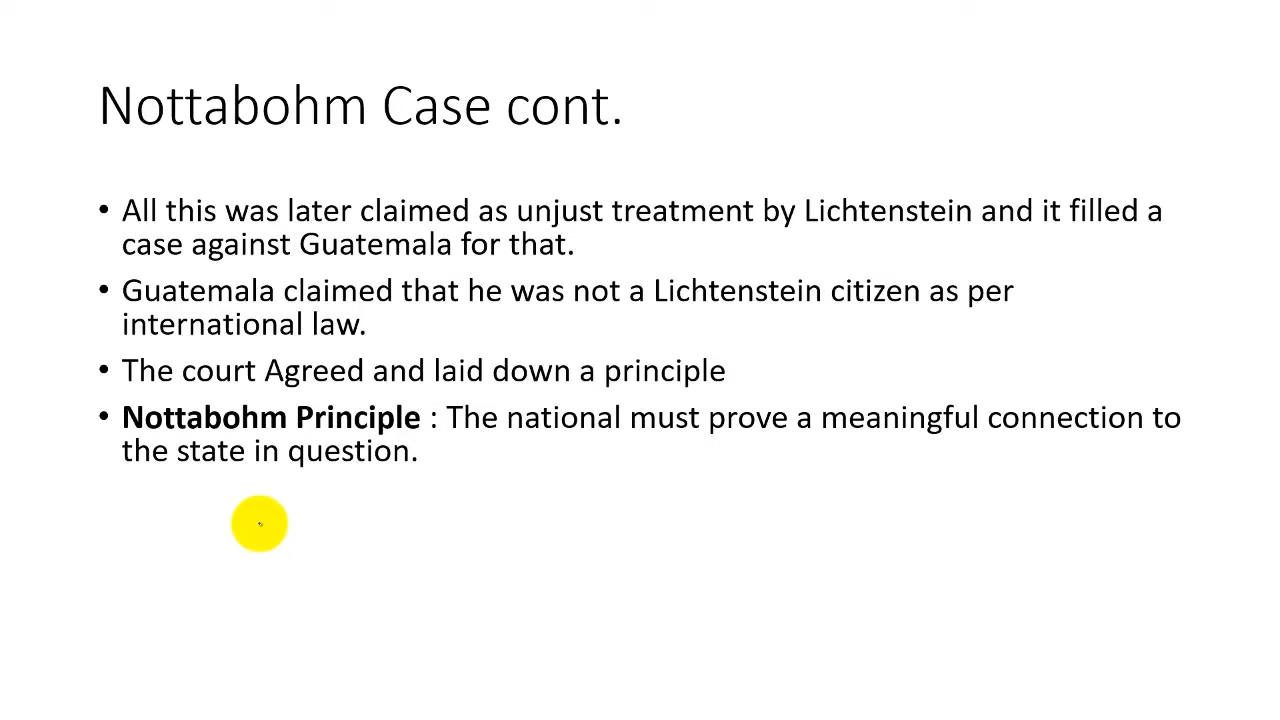 Nottabohm Case cont.
• All this was later claimed as unjust treatment by Lichtenstein and it filled a
case against Guatemala for that.
• Guatemala claimed that he was not a Lichtenstein citizen as per
international law.
• The court Agreed and laid down a principle
• Nottabohm Principle : The national must prove a meaningful connection to
the state in question.